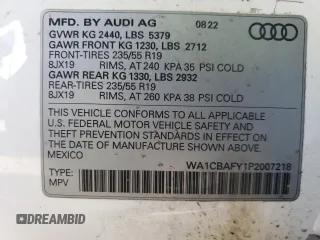 MFD. BY AUDI AG 0822
GVWR KG 2440, LBS 5379
GAWR FRONT KG 1230, LBS 2712
FRONT-TIRES 235/55 R19
8JX19 RIMS, AT 240 KPA 35 PSI COLD
GAWR REAR KG 1330, LBS 2932
REAR-TIRES 235/55 R19
8JX19 RIMS, AT 260 KPA 38 PSI COLD
THIS VEHICLE CONFORMS TO ALL APPLICABLE
U.S. FEDERAL MOTOR VEHICLE SAFETY, BUMPER
AND THEFT PREVENTION STANDARDS IN EFFECT
ON THE DATE OF MANUFACTURE SHOWN ABOVE.
MEXICO WA1CBAFY1P2007218
TYPE:
MPV
DEALERS.BID